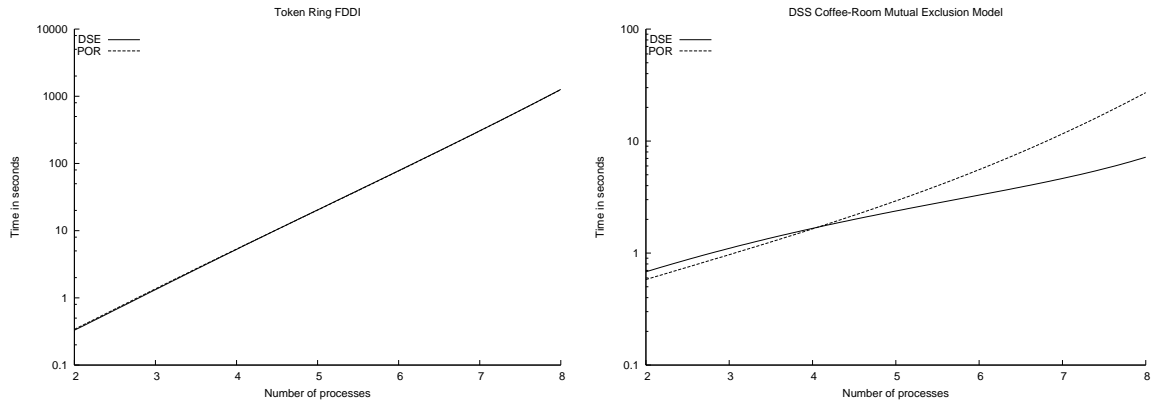 Token Ring FDDI
10000
1000
100
10
1
0.1
DSE
POR
Time in seconds
2 3 4 5 6 7 8
Number of processes
DSS Coffee-Room Mutual Exclusion Model
100
10
1
0.1
DSE
POR
Time in seconds
2 3 4 5 6 7 8
Number of processes